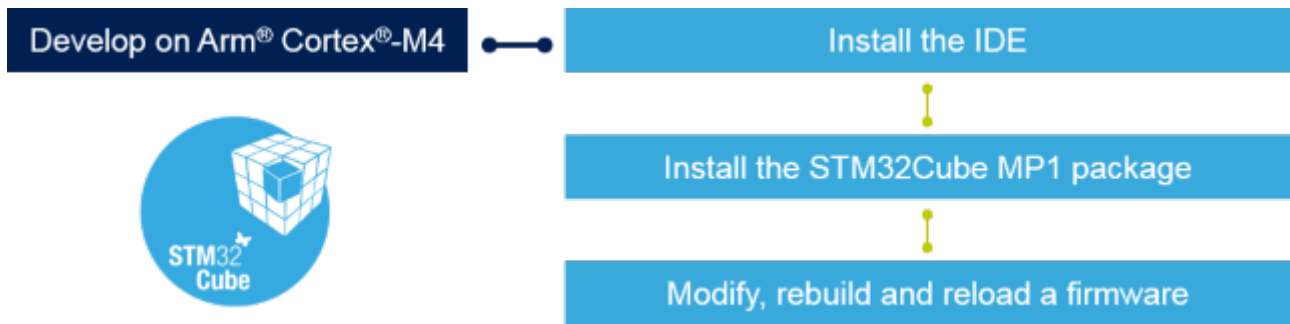 Develop on Arm® Cortex®-M4
Install the IDE
Install the STM32Cube MP1 package
STM32
Cube
Modify, rebuild and reload a firmware